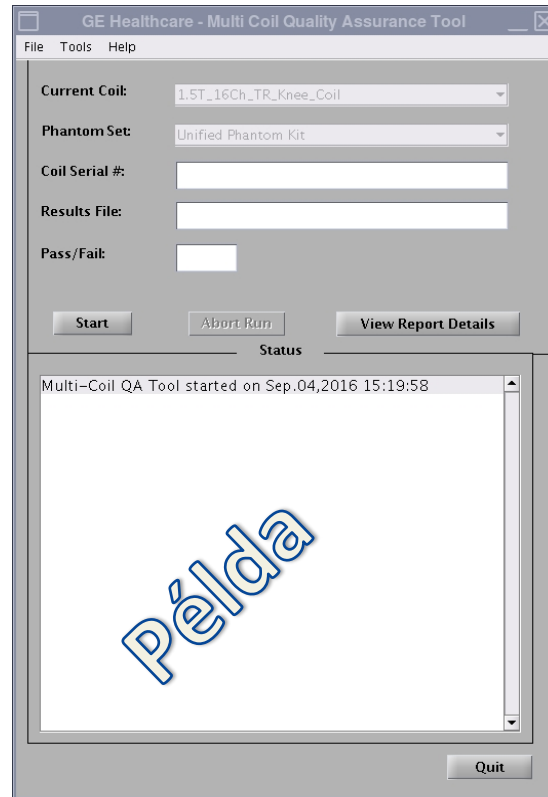 GE Healthcare - Multi Coil Quality Assurance Tool
File Tools Help
Current Coil: 1.5T_16Ch_TR_Knee_Coil
Phantom Set: Unified Phantom Kit
Coil Serial #:
Results File:
Pass/Fail:
Start Abort Run View Report Details
Status
Multi-Coil QA Tool started on Sep.04,2016 15:19:58
Példa
Quit